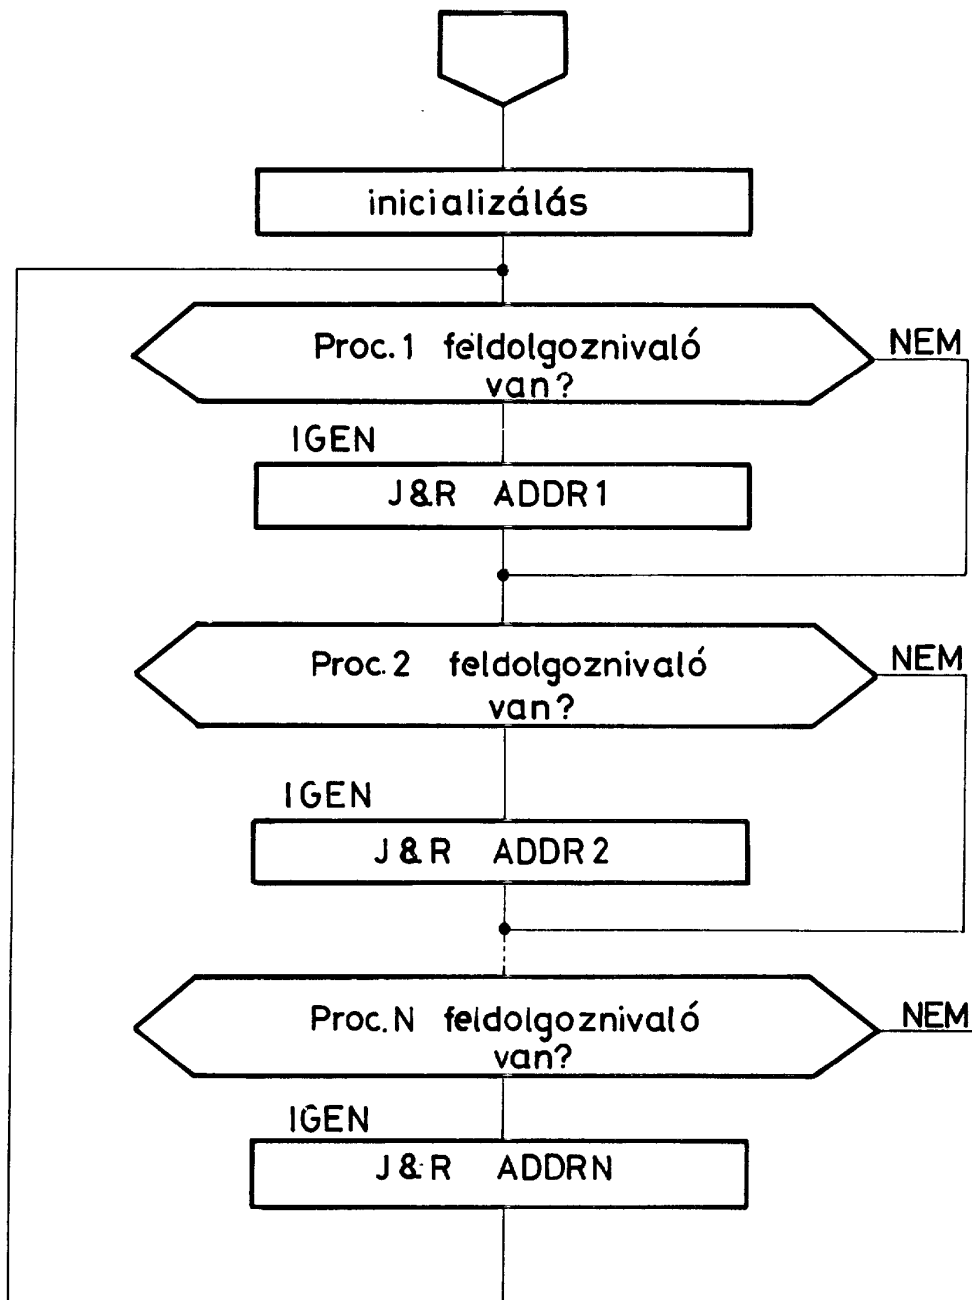 inicializálás
Proc. 1 feldolgoznivaló
van?
NEM
IGEN
J&R ADDR1
Proc. 2 feldolgoznivaló
van?
NEM
IGEN
J&R ADDR2
Proc. N feldolgoznivaló
van?
NEM
IGEN
J&R ADDRN